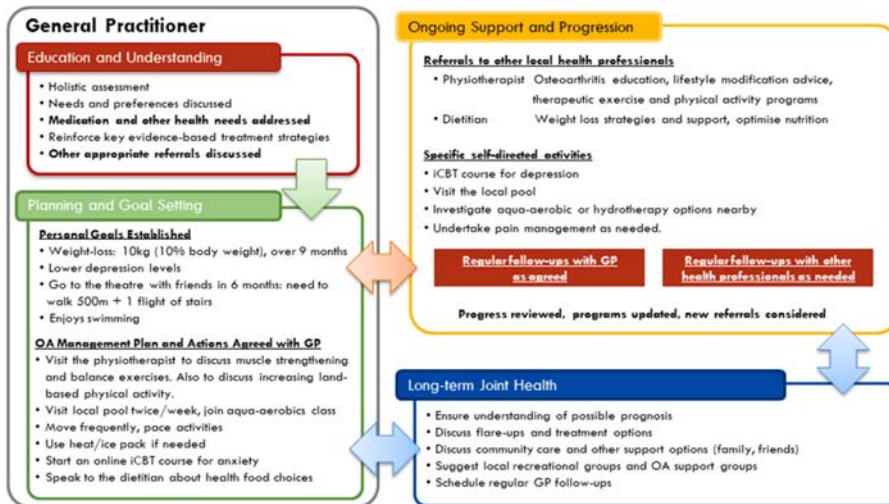 General Practitioner
Education and Understanding
• Holistic assessment
• Needs and preferences discussed
• Medication and other health needs addressed
• Reinforce key evidence-based treatment strategies
• Other appropriate referrals discussed
Planning and Goal Setting
Personal Goals Established
• Weight-loss: 10kg (10% body weight), over 9 months
• Lower depression levels
• Go to the theatre with friends in 6 months: need to
walk 500m + 1 flight of stairs
• Enjoys swimming
OA Management Plan and Actions Agreed with GP
• Visit the physiotherapist to discuss muscle strengthening
and balance exercises. Also to discuss increasing land-
based physical activity.
• Visit local pool twice/week, join aqua-aerobics class
• Move frequently, pace activities
• Use heat/ice pack if needed
• Start an online iCBT course for anxiety
• Speak to the dietitian about health food choices
Ongoing Support and Progression
Referrals to other local health professionals
• Physiotherapist Osteoarthritis education, lifestyle modification advice,
therapeutic exercise and physical activity programs
• Dietitian Weight loss strategies and support, optimise nutrition
Specific self-directed activities
• iCBT course for depression
• Visit the local pool
• Investigate aqua-aerobic or hydrotherapy options nearby
• Undertake pain management as needed.
Regular follow-ups with GP
as agreed
Regular follow-ups with other
health professionals as needed
Progress reviewed, programs updated, new referrals considered
Long-term Joint Health
• Ensure understanding of possible prognosis
• Discuss flare-ups and treatment options
• Discuss community care and other support options (family, friends)
• Suggest local recreational groups and OA support groups
• Schedule regular GP follow-ups